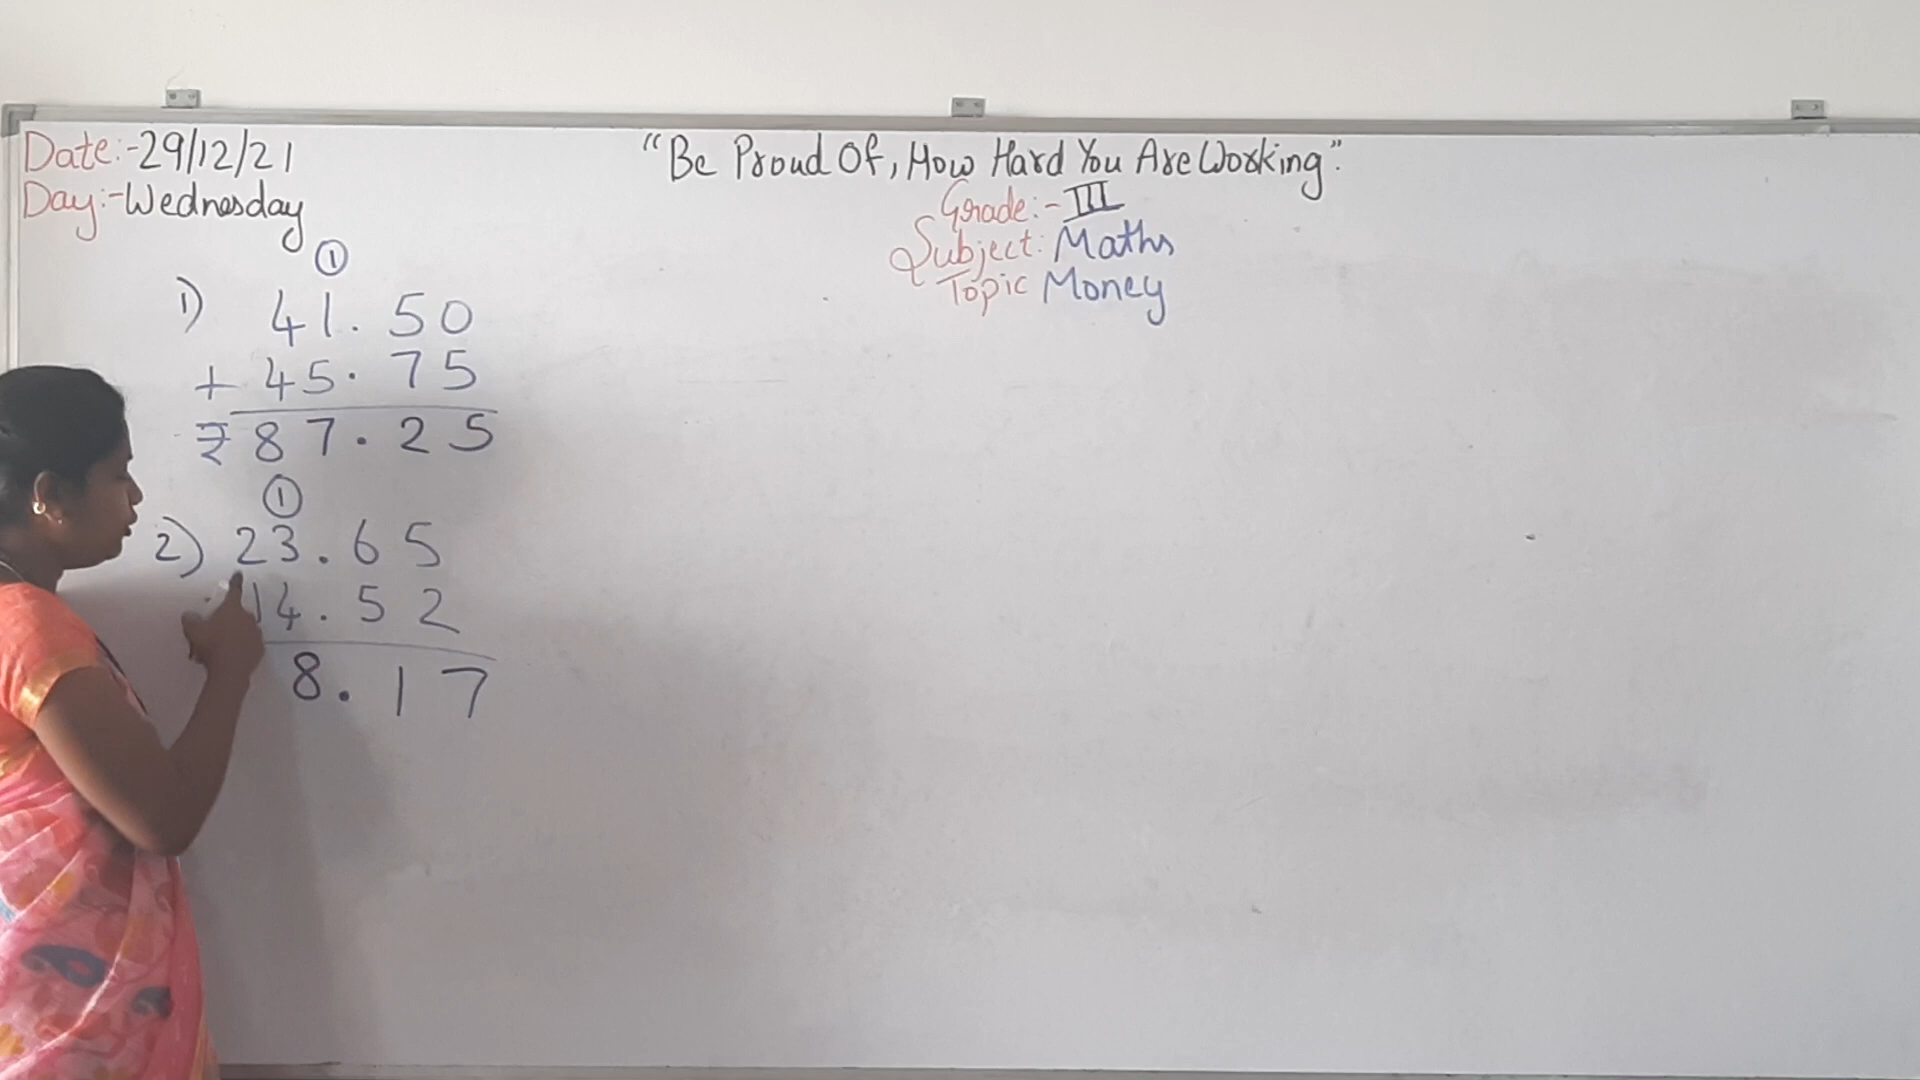 Date:-29/12/21
Day:-Wednesday
"Be Proud Of, How Hard You Are Working".
Grade:- III
Subject: Maths
Topic Money
①
1) 41.50
+ 45.75
₹ 87.25
①
2) 23.65
14.52
8.17